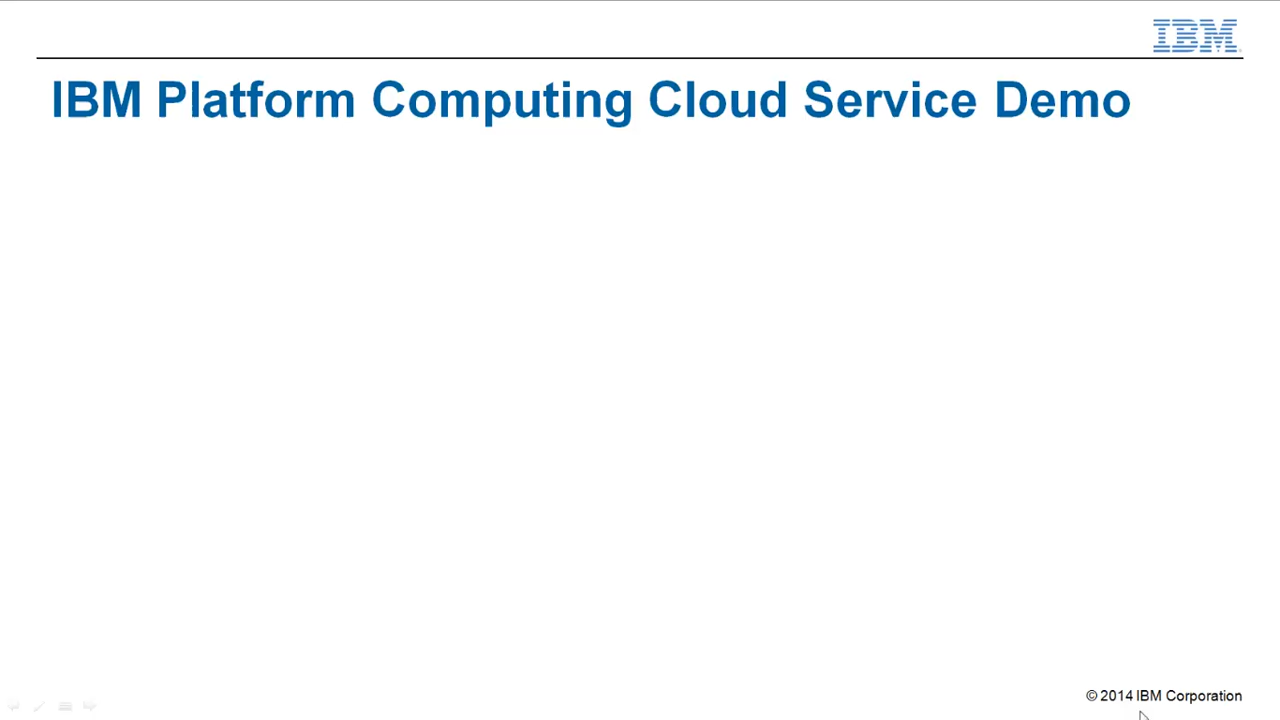 IBM
IBM Platform Computing Cloud Service Demo
© 2014 IBM Corporation